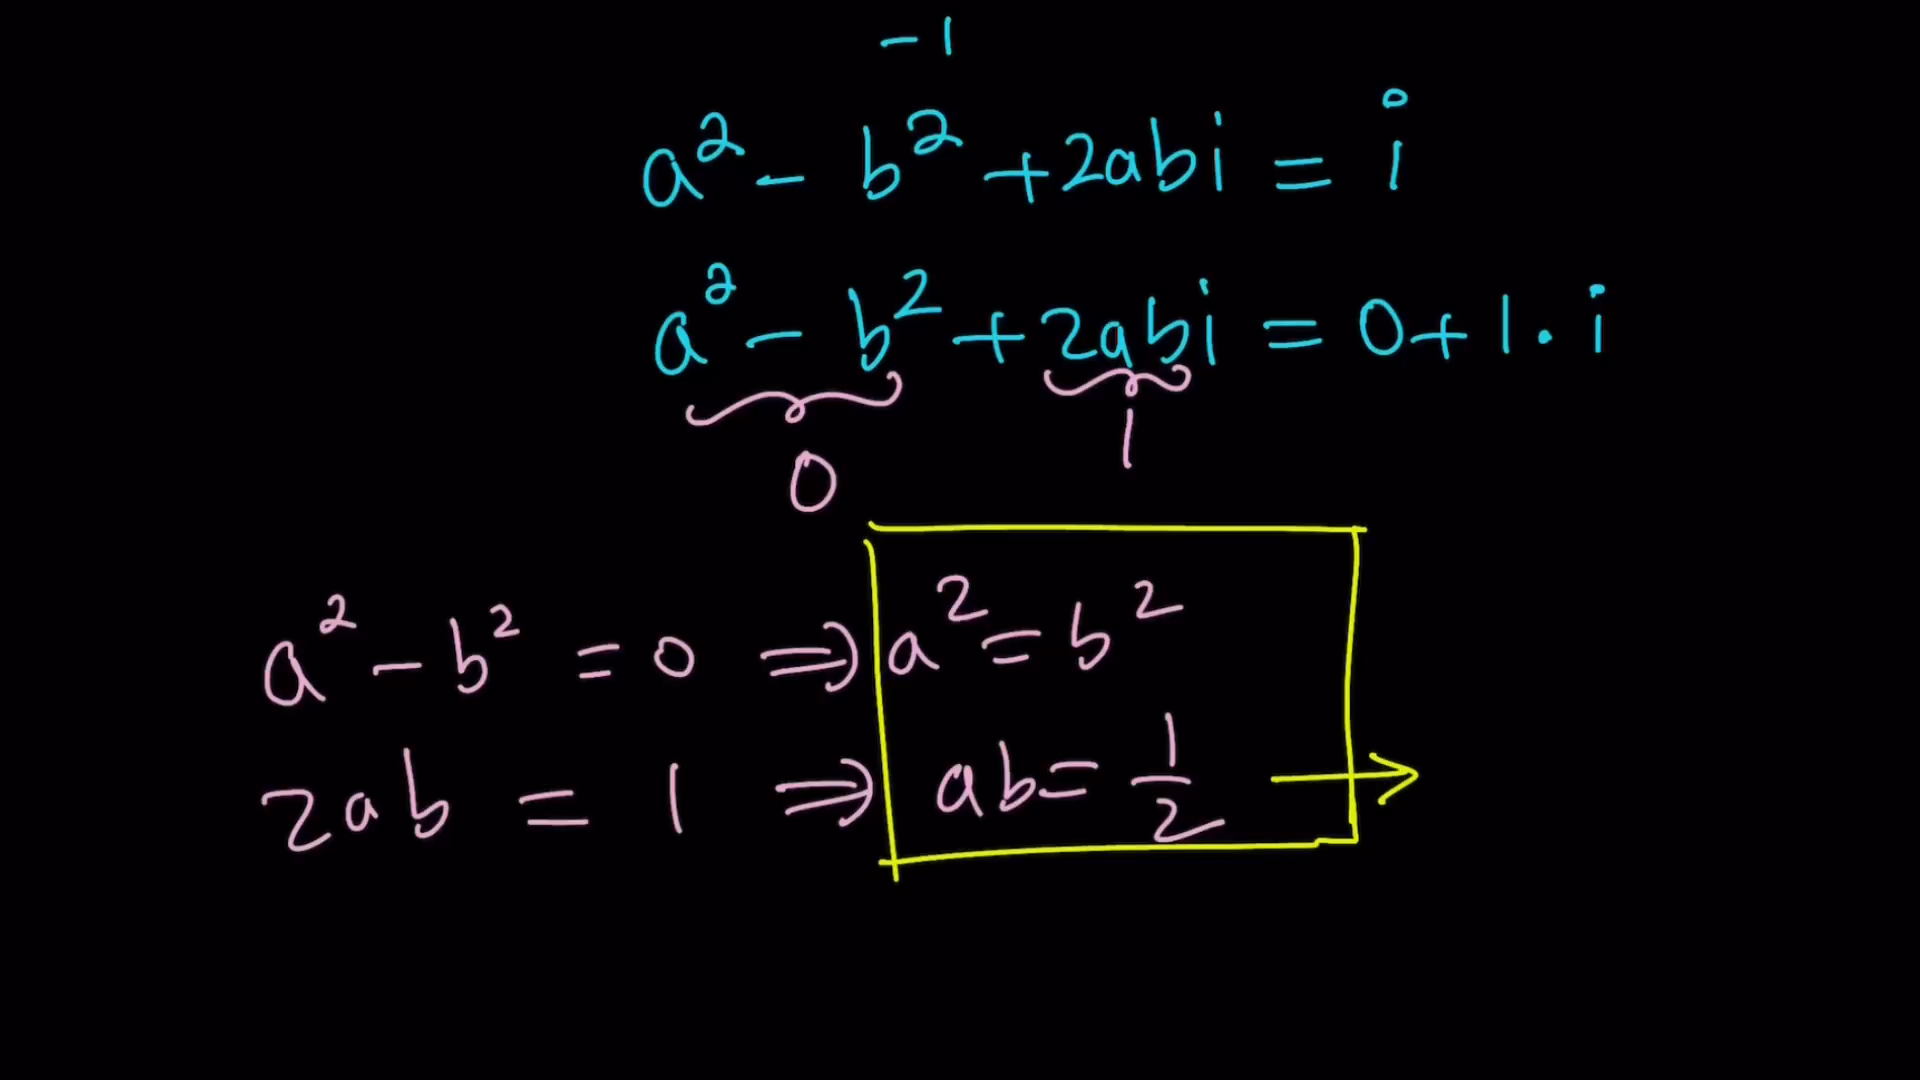 -1
a² - b² + 2abi = i
a² - b² + 2abi = 0 + 1 · i
0 1
a² - b² = 0 ⇒ a² = b²
2ab = 1 ⇒ ab = 1/2 →